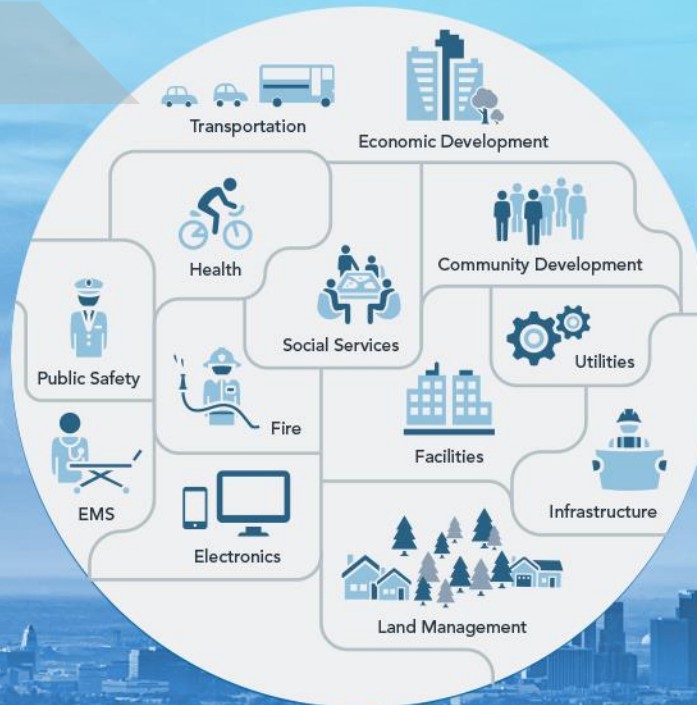 Transportation
Economic Development
Health
Community Development
Social Services
Utilities
Public Safety
Fire
Facilities
EMS
Infrastructure
Electronics
Land Management